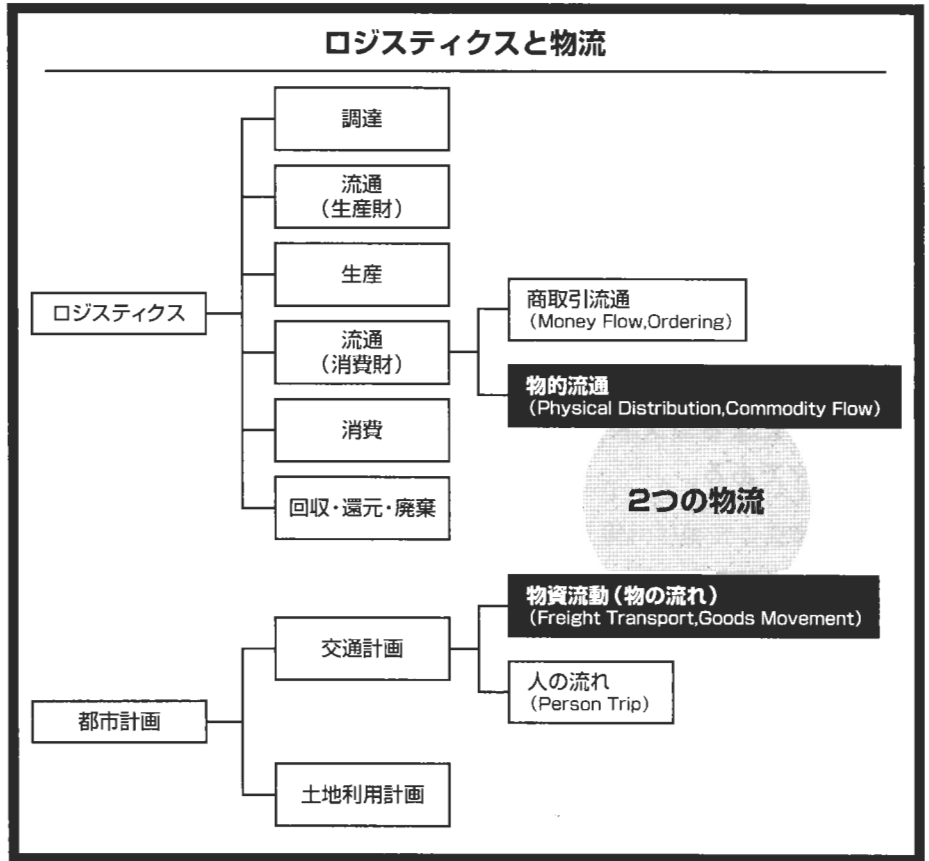 ロジスティクスと物流
調達
流通
(生産財)
生産
ロジスティクス
流通
(消費財)
商取引流通
(Money Flow,Ordering)
物的流通
(Physical Distribution,Commodity Flow)
消費
回収・還元・廃棄
2つの物流
物資流動(物の流れ)
(Freight Transport,Goods Movement)
交通計画
人の流れ
(Person Trip)
都市計画
土地利用計画